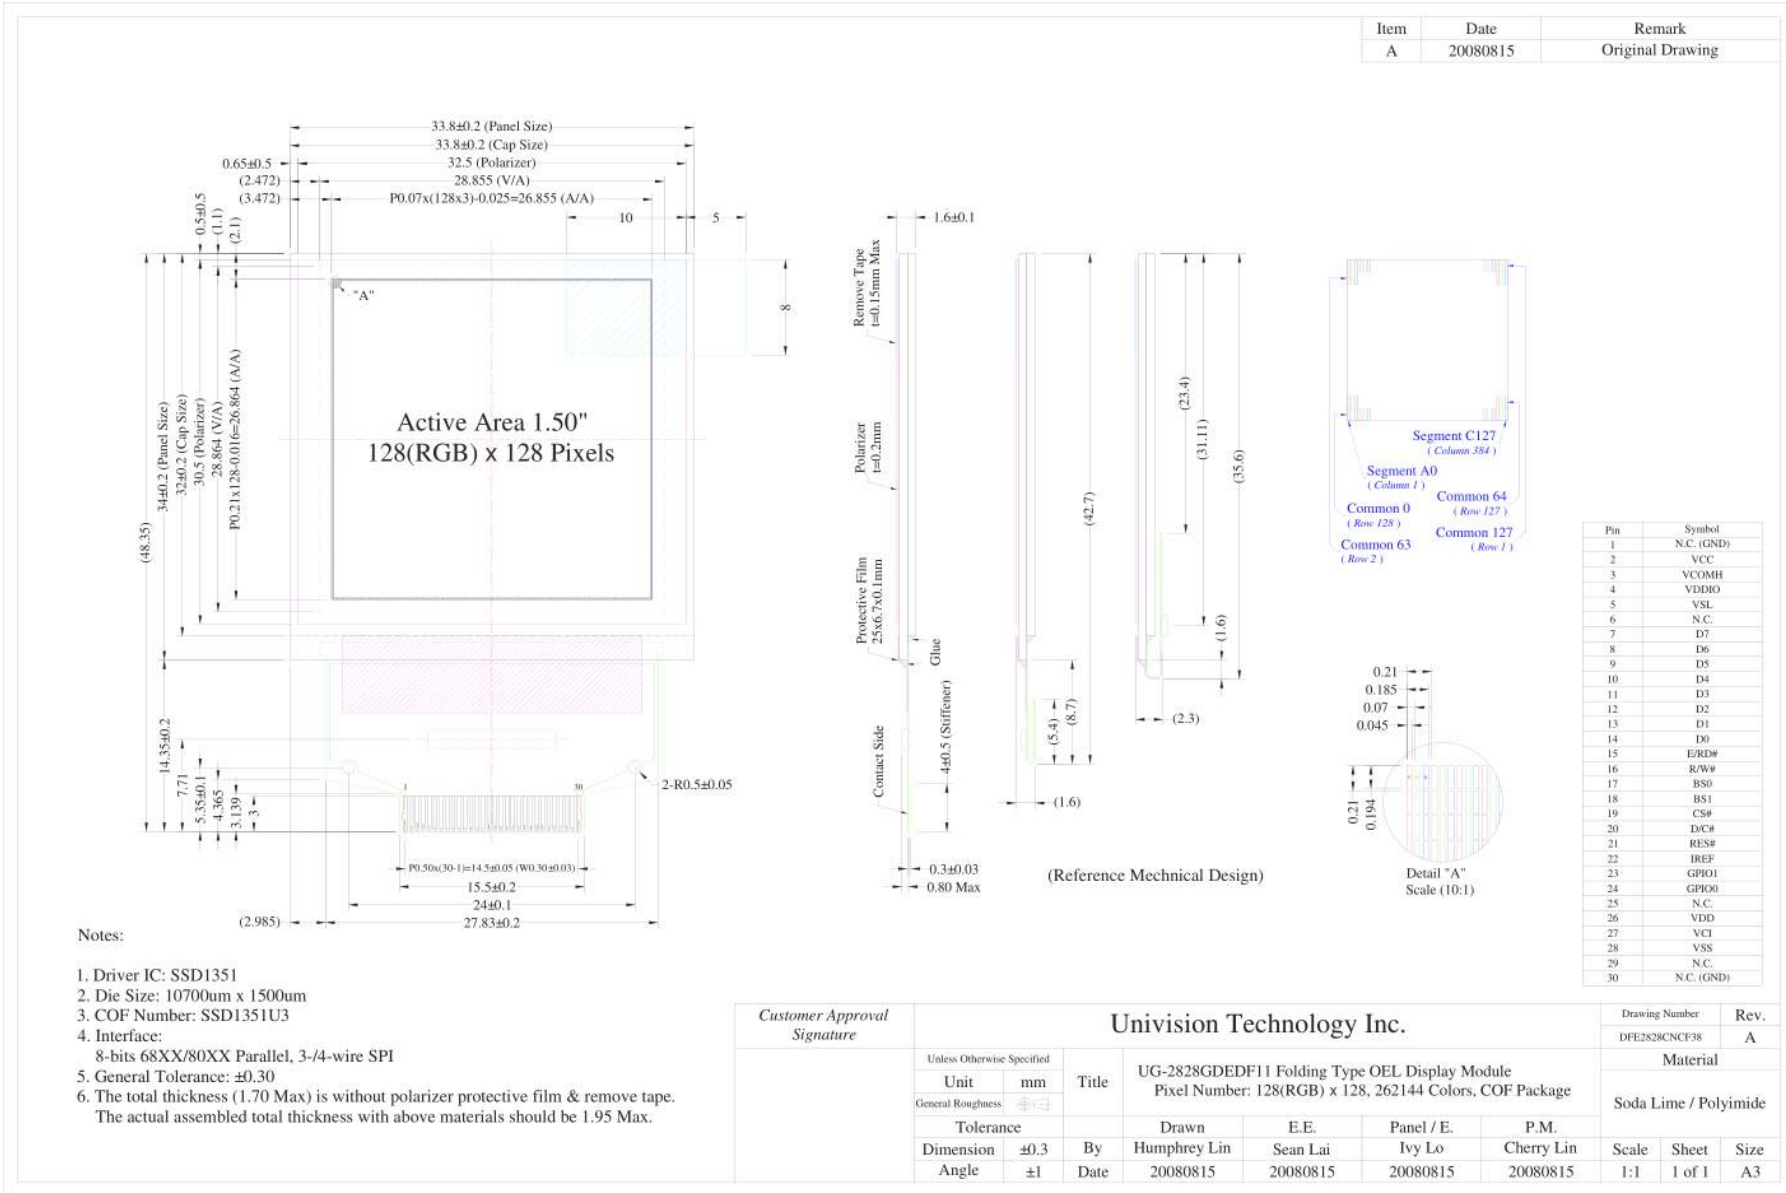 Item Date Remark
A 20080815 Original Drawing
33.8±0.2 (Panel Size)
33.8±0.2 (Cap Size)
0.65±0.5 32.5 (Polarizer)
(2.472) 28.855 (V/A)
(3.472) P0.07x(128x3)-0.025=26.855 (A/A)
10 5
0.5±0.5
(1.1)
(2.1)
"A"
8
(48.35)
34±0.2 (Panel Size)
32±0.2 (Cap Size)
30.5 (Polarizer)
28.864 (V/A)
P0.21x128-0.016=26.864 (A/A)
Active Area 1.50"
128(RGB) x 128 Pixels
14.35±0.2
7.71
5.35±0.1
4.365
3.139
3
1 30
2-R0.5±0.05
P0.50x(30-1)=14.5±0.05 (W0.30±0.03)
15.5±0.2
24±0.1
(2.985) 27.83±0.2
1.6±0.1
Remove Tape
t=0.15mm Max
Polarizer
t=0.2mm
Protective Film
25x6.7x0.1mm
Glue
Contact Side
4±0.5 (Stiffener)
0.3±0.03
0.80 Max
(42.7)
(5.4)
(8.7)
(1.6)
(23.4)
(31.11)
(35.6)
(1.6)
(2.3)
(Reference Mechnical Design)
Segment C127
( Column 384 )
Segment A0
( Column 1 )
Common 64
( Row 127 )
Common 0
( Row 128 )
Common 127
( Row 1 )
Common 63
( Row 2 )
0.21
0.185
0.07
0.045
0.21
0.194
Detail "A"
Scale (10:1)
Pin Symbol
1 N.C. (GND)
2 VCC
3 VCOMH
4 VDDIO
5 VSL
6 N.C.
7 D7
8 D6
9 D5
10 D4
11 D3
12 D2
13 D1
14 D0
15 E/RD#
16 R/W#
17 BS0
18 BS1
19 CS#
20 D/C#
21 RES#
22 IREF
23 GPIO1
24 GPIO0
25 N.C.
26 VDD
27 VCI
28 VSS
29 N.C.
30 N.C. (GND)
Notes:
1. Driver IC: SSD1351
2. Die Size: 10700um x 1500um
3. COF Number: SSD1351U3
4. Interface:
8-bits 68XX/80XX Parallel, 3-/4-wire SPI
5. General Tolerance: ±0.30
6. The total thickness (1.70 Max) is without polarizer protective film & remove tape.
The actual assembled total thickness with above materials should be 1.95 Max.
Customer Approval
Signature
Univision Technology Inc.
Drawing Number Rev.
DFE2828CNCF38 A
Unless Otherwise Specified
Unit mm
General Roughness
Title
UG-2828GDEDF11 Folding Type OEL Display Module
Pixel Number: 128(RGB) x 128, 262144 Colors, COF Package
Material
Soda Lime / Polyimide
Tolerance Drawn E.E. Panel / E. P.M.
Dimension ±0.3 By Humphrey Lin Sean Lai Ivy Lo Cherry Lin Scale Sheet Size
Angle ±1 Date 20080815 20080815 20080815 20080815 1:1 1 of 1 A3